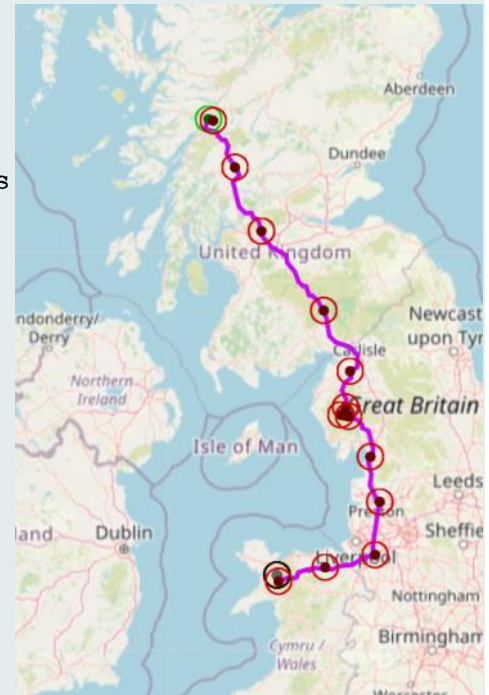 Aberdeen
Dundee
s
United Kingdom
ndonderry/
Derry
Newcast
upon Tyr
Carlisle
Northern
Ireland
Great Britain
Isle of Man
Leeds
Preston
land
Dublin
Liverpool
Sheffie
Nottingham
Cymru /
Wales
Birmingham
Worcester